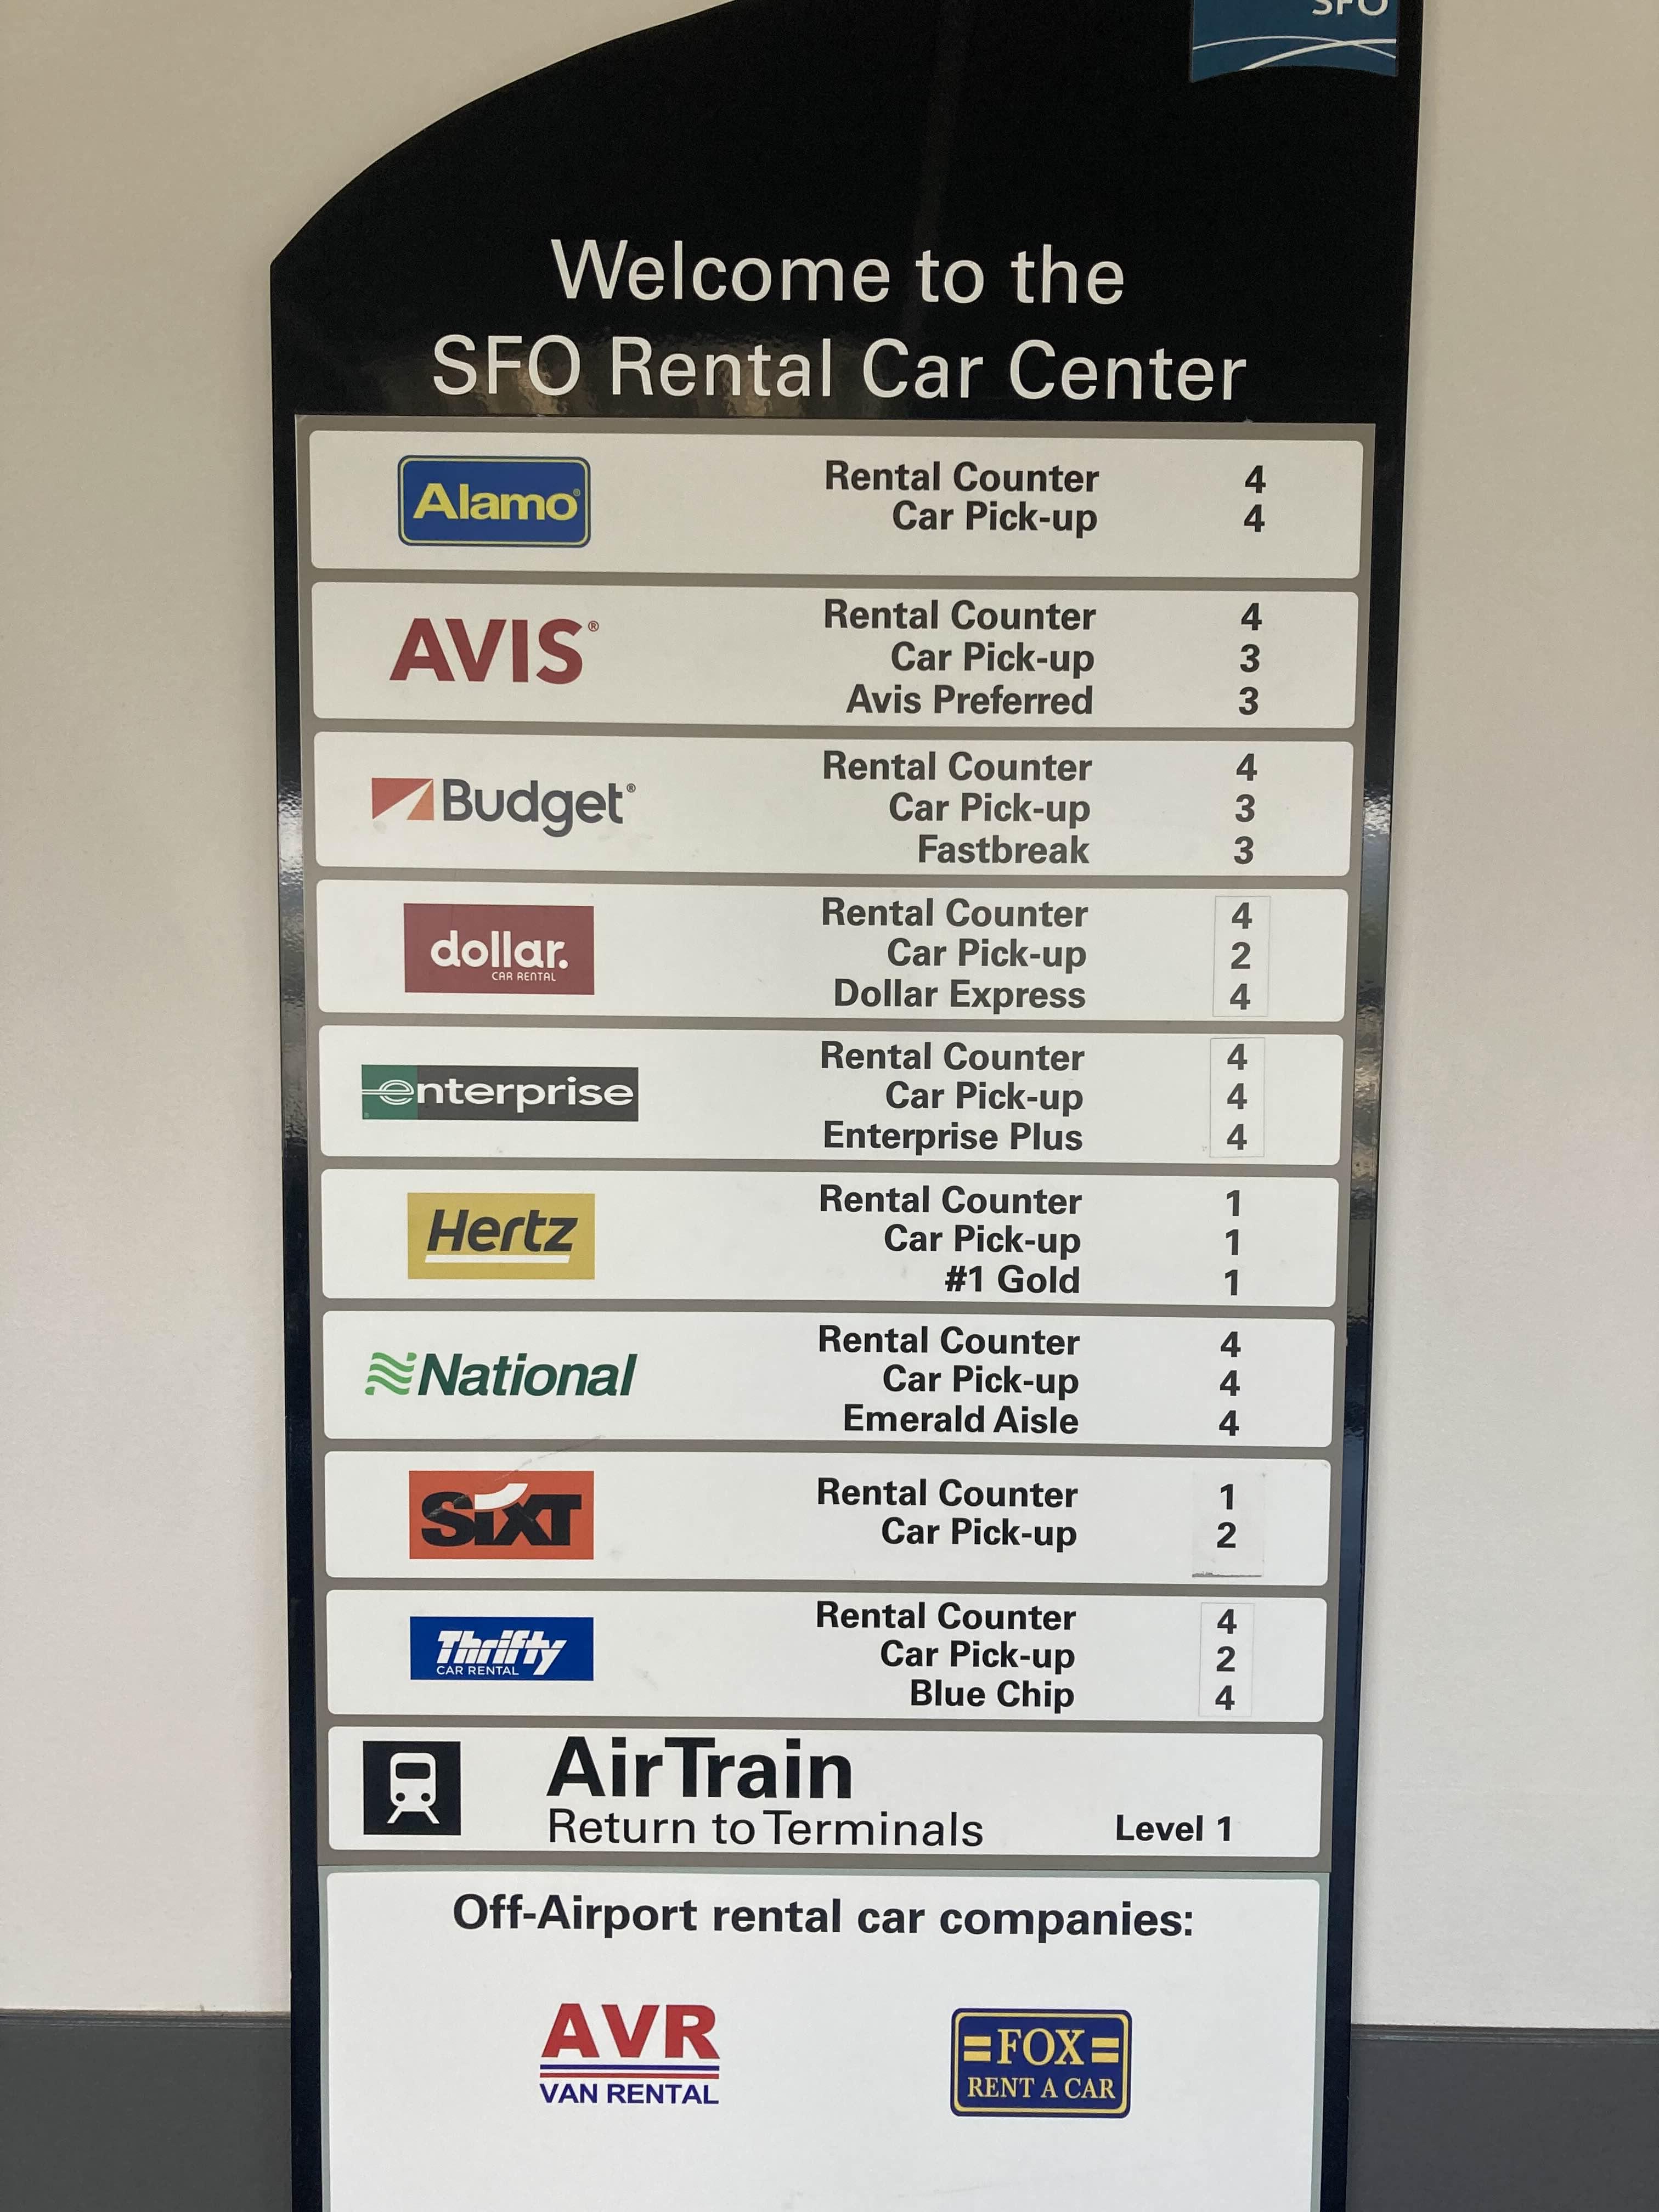 SFO
Welcome to the
SFO Rental Car Center
Alamo®
Rental Counter 4
Car Pick-up 4
AVIS®
Rental Counter 4
Car Pick-up 3
Avis Preferred 3
Budget®
Rental Counter 4
Car Pick-up 3
Fastbreak 3
dollar.
CAR RENTAL
Rental Counter 4
Car Pick-up 2
Dollar Express 4
enterprise
Rental Counter 4
Car Pick-up 4
Enterprise Plus 4
Hertz
Rental Counter 1
Car Pick-up 1
#1 Gold 1
National
Rental Counter 4
Car Pick-up 4
Emerald Aisle 4
SiXT
Rental Counter 1
Car Pick-up 2
Thrifty
CAR RENTAL
Rental Counter 4
Car Pick-up 2
Blue Chip 4
AirTrain
Return to Terminals Level 1
Off-Airport rental car companies:
AVR
VAN RENTAL
FOX
RENT A CAR